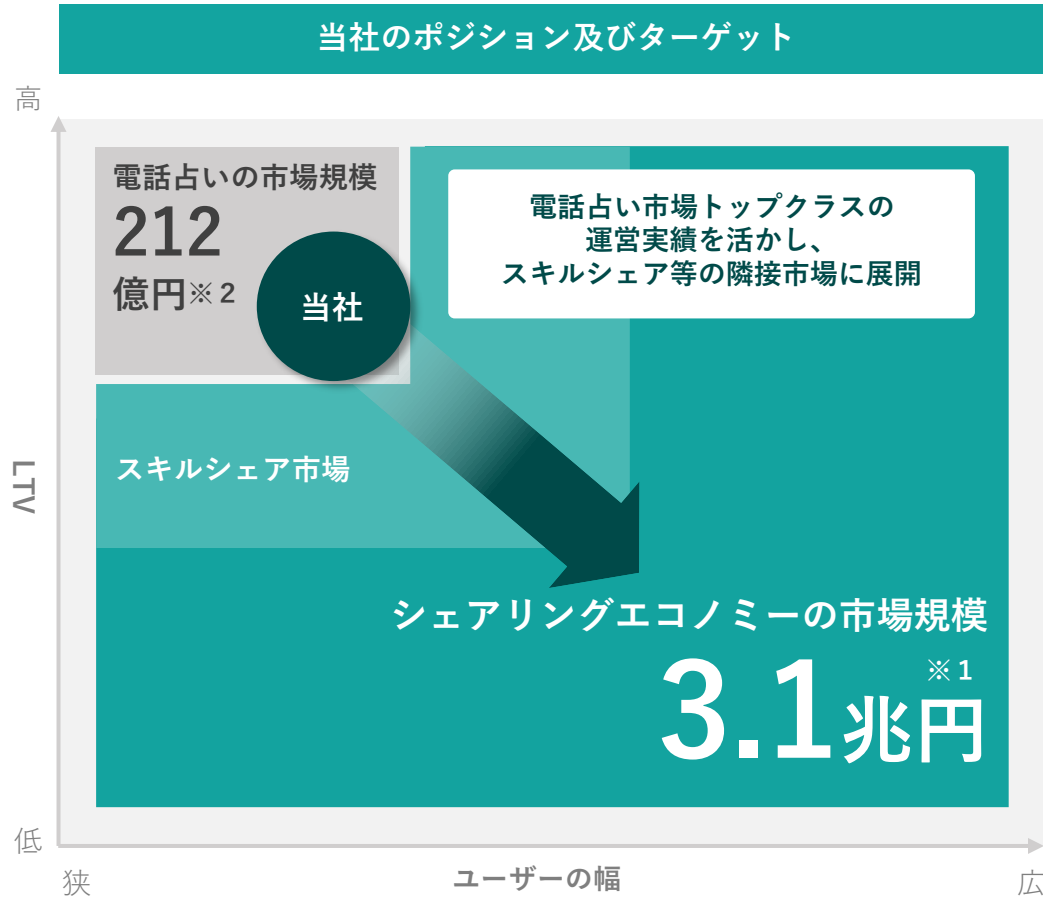 当社のポジション及びターゲット
高
電話占いの市場規模
212
億円※2
当社
電話占い市場トップクラスの
運営実績を活かし、
スキルシェア等の隣接市場に展開
スキルシェア市場
LTV
シェアリングエコノミーの市場規模
3.1兆円※1
低
狭
ユーザーの幅
広